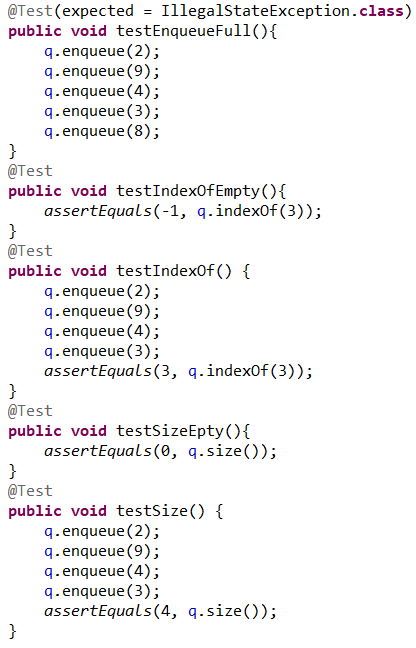 @Test(expected = IllegalStateException.class)
public void testEnqueueFull(){
    q.enqueue(2);
    q.enqueue(9);
    q.enqueue(4);
    q.enqueue(3);
    q.enqueue(8);
}
@Test
public void testIndexOfEmpty(){
    assertEquals(-1, q.indexOf(3));
}
@Test
public void testIndexOf() {
    q.enqueue(2);
    q.enqueue(9);
    q.enqueue(4);
    q.enqueue(3);
    assertEquals(3, q.indexOf(3));
}
@Test
public void testSizeEpty(){
    assertEquals(0, q.size());
}
@Test
public void testSize() {
    q.enqueue(2);
    q.enqueue(9);
    q.enqueue(4);
    q.enqueue(3);
    assertEquals(4, q.size());
}